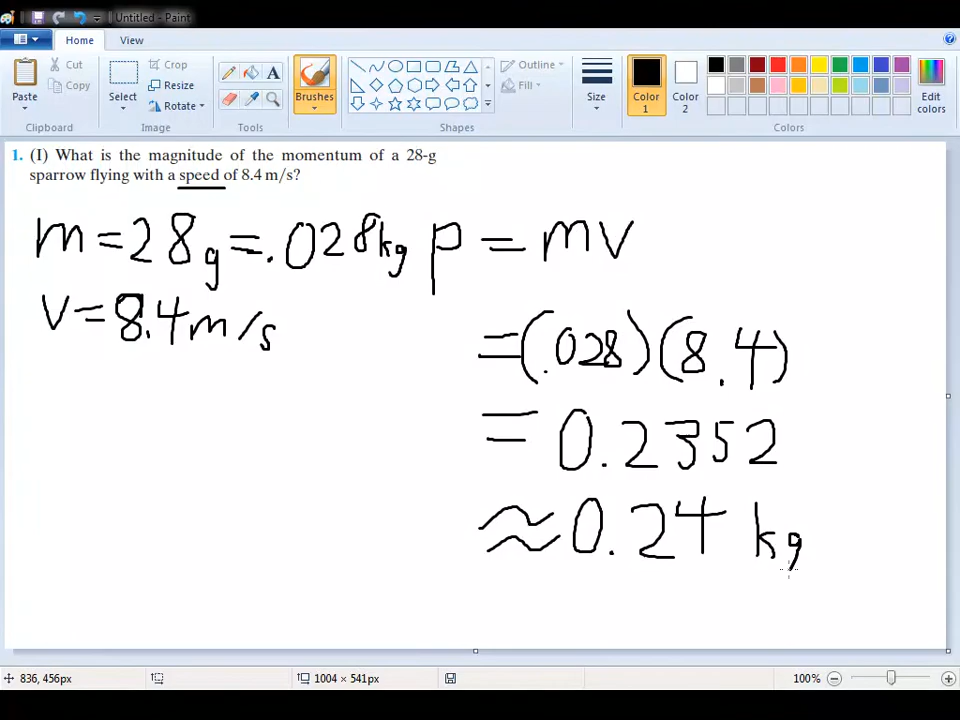 Untitled - Paint
Home View
Paste
Cut
Copy
Clipboard
Select
Crop
Resize
Rotate
Image
A
Tools
Brushes
Shapes
Outline
Fill
Size
Color 1
Color 2
Edit colors
Colors
1. (I) What is the magnitude of the momentum of a 28-g
sparrow flying with a speed of 8.4 m/s?
m = 28g = .028kg p = mv
v = 8.4m/s
= (.028)(8.4)
= 0.2352
≈ 0.24 kg
836, 456px
1004 × 541px
100%